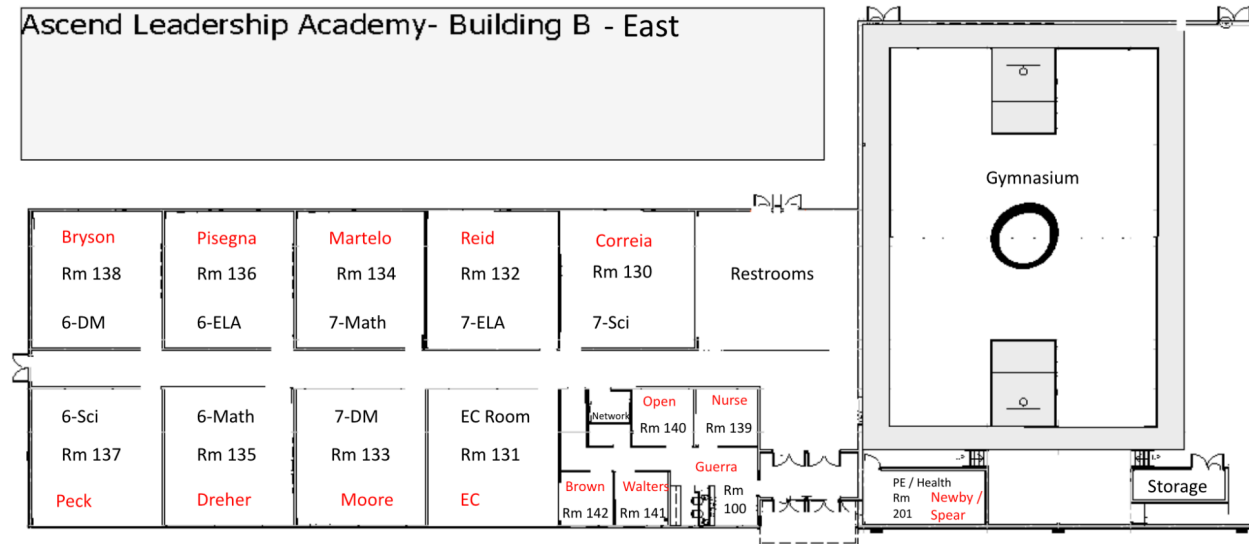 Ascend Leadership Academy- Building B - East
Gymnasium
Bryson
Rm 138
6-DM
Pisegna
Rm 136
6-ELA
Martelo
Rm 134
7-Math
Reid
Rm 132
7-ELA
Correia
Rm 130
7-Sci
Restrooms
6-Sci
Rm 137
Peck
6-Math
Rm 135
Dreher
7-DM
Rm 133
Moore
EC Room
Rm 131
EC
Network
Open
Rm 140
Nurse
Rm 139
Brown
Rm 142
Walters
Rm 141
Guerra
Rm
100
PE / Health
Rm
201
Newby /
Spear
Storage